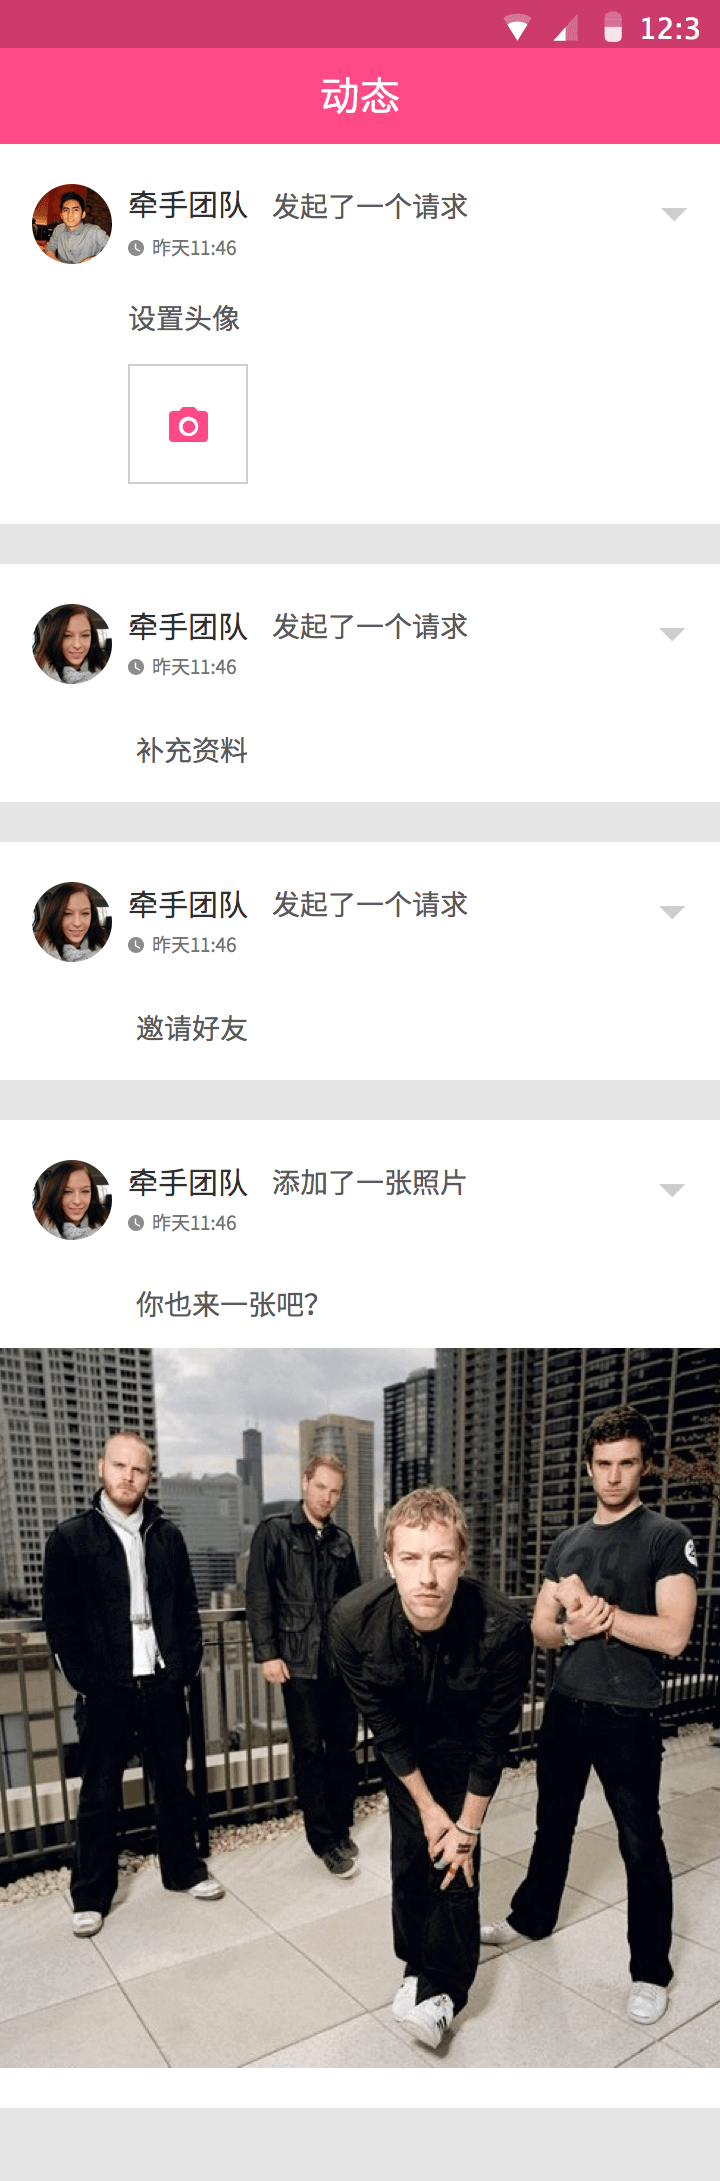 12:3
动态
牵手团队 发起了一个请求
昨天11:46
设置头像
牵手团队 发起了一个请求
昨天11:46
补充资料
牵手团队 发起了一个请求
昨天11:46
邀请好友
牵手团队 添加了一张照片
昨天11:46
你也来一张吧？